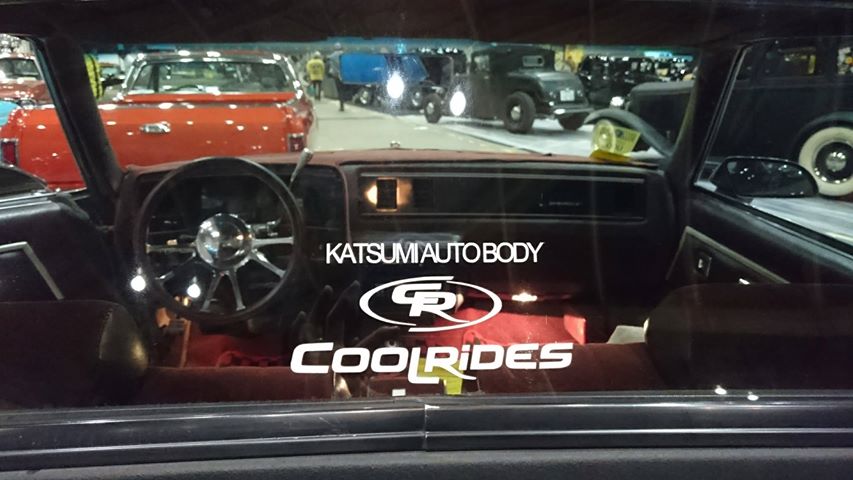 KATSUMI AUTO BODY
CR
COOLRIDES